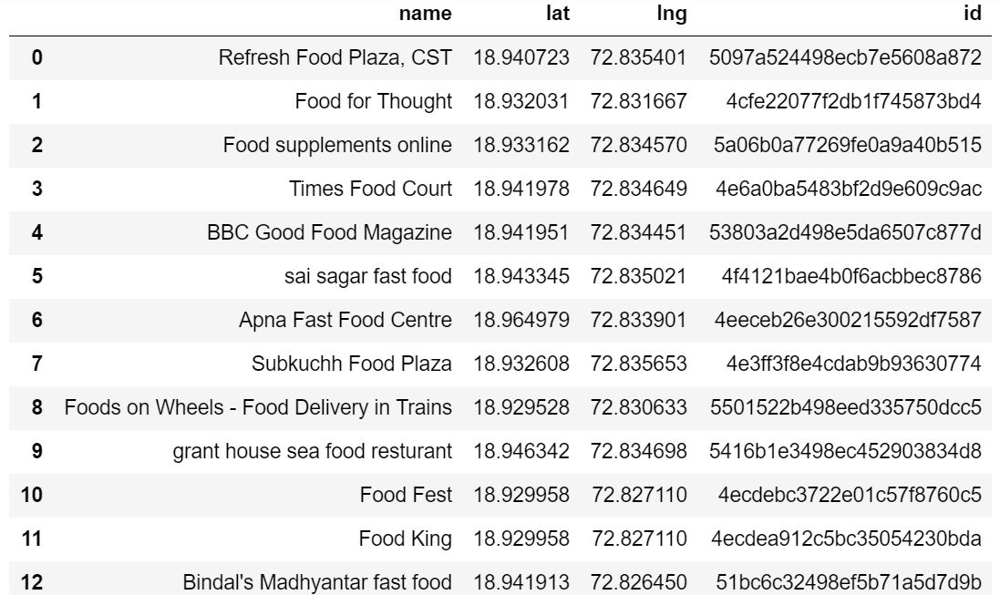 name lat lng id
0 Refresh Food Plaza, CST 18.940723 72.835401 5097a524498ecb7e5608a872
1 Food for Thought 18.932031 72.831667 4cfe22077f2db1f745873bd4
2 Food supplements online 18.933162 72.834570 5a06b0a77269fe0a9a40b515
3 Times Food Court 18.941978 72.834649 4e6a0ba5483bf2d9e609c9ac
4 BBC Good Food Magazine 18.941951 72.834451 53803a2d498e5da6507c877d
5 sai sagar fast food 18.943345 72.835021 4f4121bae4b0f6acbbec8786
6 Apna Fast Food Centre 18.964979 72.833901 4eeceb26e300215592df7587
7 Subkuchh Food Plaza 18.932608 72.835653 4e3ff3f8e4cdab9b93630774
8 Foods on Wheels - Food Delivery in Trains 18.929528 72.830633 5501522b498eed335750dcc5
9 grant house sea food resturant 18.946342 72.834698 5416b1e3498ec452903834d8
10 Food Fest 18.929958 72.827110 4ecdebc3722e01c57f8760c5
11 Food King 18.929958 72.827110 4ecdea912c5bc35054230bda
12 Bindal's Madhyantar fast food 18.941913 72.826450 51bc6c32498ef5b71a5d7d9b